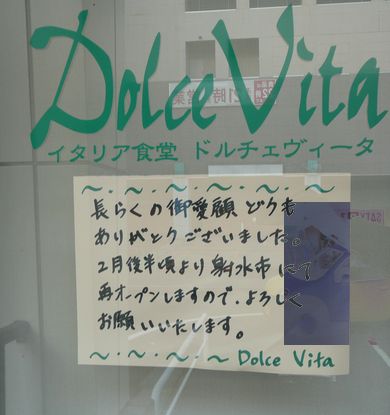 Dolce Vita
イタリア食堂 ドルチェヴィータ
長らくの御愛顧どうも
ありがとうございました。
2月後半頃より射水市にて
再オープンしますので、よろしく
お願いいたします。
Dolce Vita